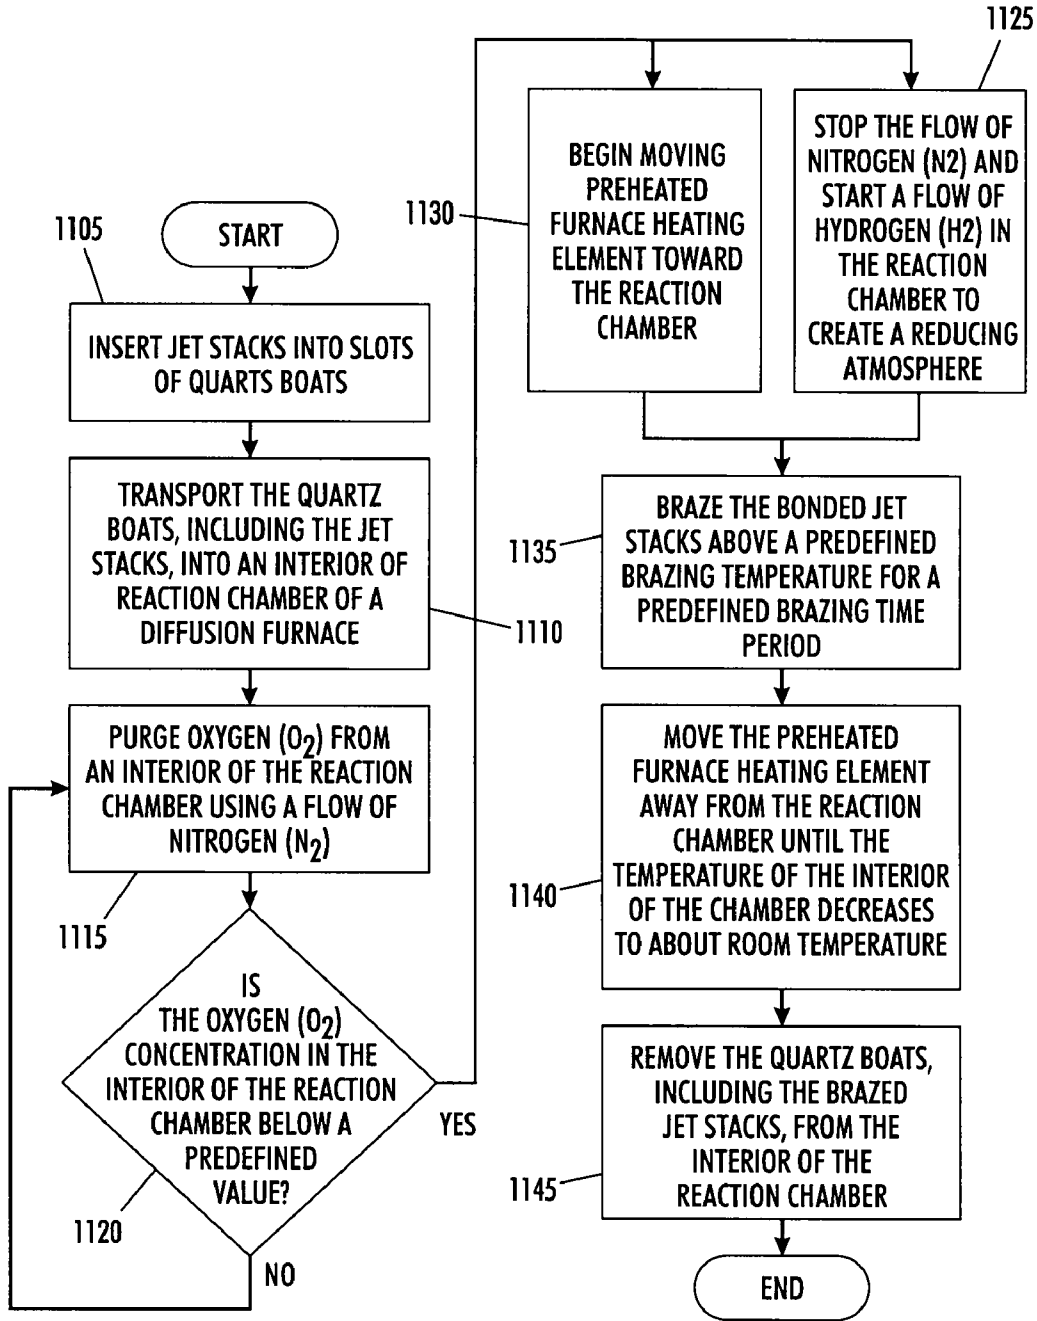 START
1105
INSERT JET STACKS INTO SLOTS
OF QUARTS BOATS
TRANSPORT THE QUARTZ
BOATS, INCLUDING THE JET
STACKS, INTO AN INTERIOR OF
REACTION CHAMBER OF A
DIFFUSION FURNACE
1110
PURGE OXYGEN (O2) FROM
AN INTERIOR OF THE REACTION
CHAMBER USING A FLOW OF
NITROGEN (N2)
1115
IS
THE OXYGEN (O2)
CONCENTRATION IN THE
INTERIOR OF THE REACTION
CHAMBER BELOW A
PREDEFINED
VALUE?
1120
YES
NO
1130
BEGIN MOVING
PREHEATED
FURNACE HEATING
ELEMENT TOWARD
THE REACTION
CHAMBER
1125
STOP THE FLOW OF
NITROGEN (N2) AND
START A FLOW OF
HYDROGEN (H2) IN
THE REACTION
CHAMBER TO
CREATE A REDUCING
ATMOSPHERE
1135
BRAZE THE BONDED JET
STACKS ABOVE A PREDEFINED
BRAZING TEMPERATURE FOR A
PREDEFINED BRAZING TIME
PERIOD
1140
MOVE THE PREHEATED
FURNACE HEATING ELEMENT
AWAY FROM THE REACTION
CHAMBER UNTIL THE
TEMPERATURE OF THE INTERIOR
OF THE CHAMBER DECREASES
TO ABOUT ROOM TEMPERATURE
1145
REMOVE THE QUARTZ BOATS,
INCLUDING THE BRAZED
JET STACKS, FROM THE
INTERIOR OF THE
REACTION CHAMBER
END